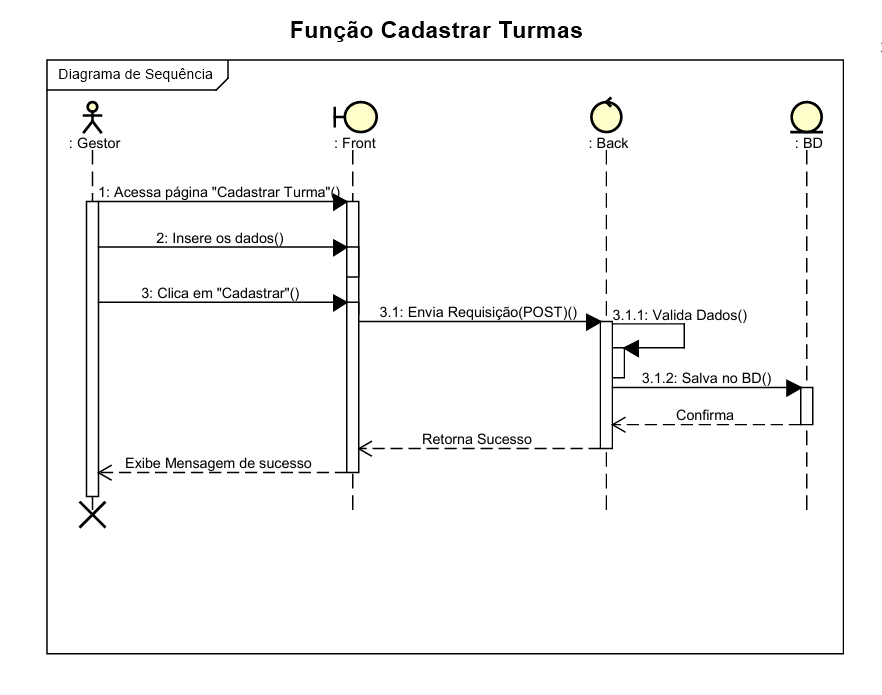 Função Cadastrar Turmas
Diagrama de Sequência
: Gestor
: Front
: Back
: BD
1: Acessa página "Cadastrar Turma"()
2: Insere os dados()
3: Clica em "Cadastrar"()
3.1: Envia Requisição(POST)()
3.1.1: Valida Dados()
3.1.2: Salva no BD()
Confirma
Retorna Sucesso
Exibe Mensagem de sucesso